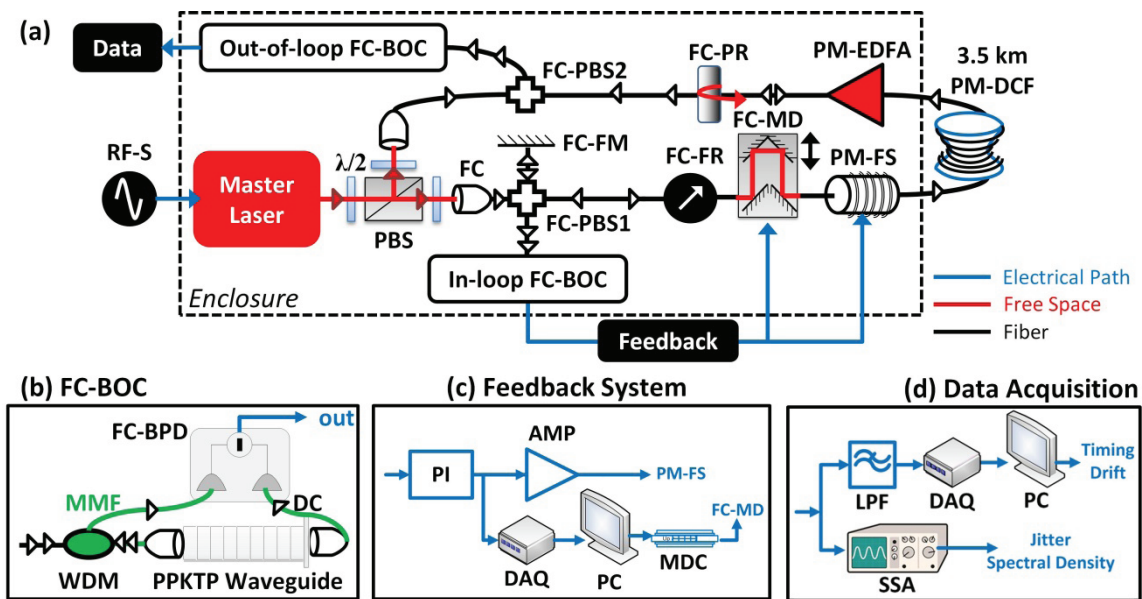 (a)
Data
Out-of-loop FC-BOC
FC-PBS2
FC-PR
PM-EDFA
3.5 km
PM-DCF
RF-S
Master
Laser
λ/2
PBS
FC
FC-FM
FC-PBS1
FC-FR
FC-MD
PM-FS
In-loop FC-BOC
Enclosure
Feedback
Electrical Path
Free Space
Fiber
(b) FC-BOC
FC-BPD
out
MMF
DC
WDM
PPKTP Waveguide
(c) Feedback System
PI
AMP
PM-FS
FC-MD
DAQ
PC
MDC
(d) Data Acquisition
LPF
DAQ
PC
Timing
Drift
SSA
Jitter
Spectral Density